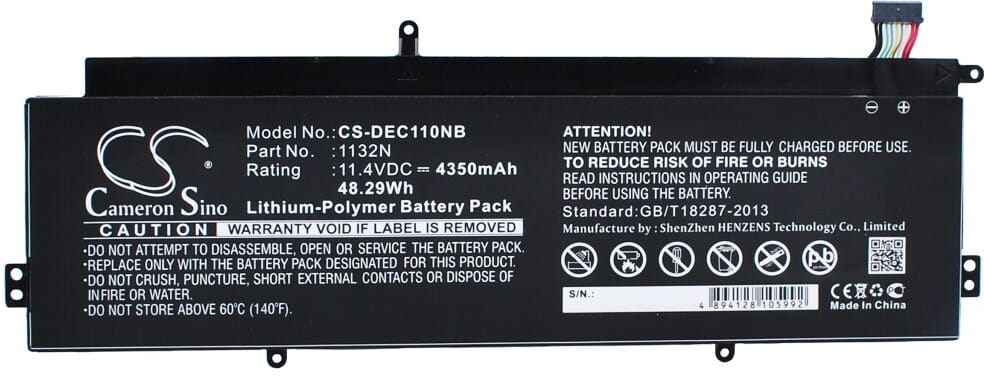 CS
Cameron Sino
Model No.:CS-DEC110NB
Part No. :1132N
Rating :11.4VDC ⎓ 4350mAh
48.29Wh
Lithium-Polymer Battery Pack
CAUTION WARRANTY VOID IF LABEL IS REMOVED
•DO NOT ATTEMPT TO DISASSEMBLE, OPEN OR SERVICE THE BATTERY PACK.
•REPLACE ONLY WITH THE BATTERY PACK DESIGNATED FOR THIS PRODUCT.
•DO NOT CRUSH, PUNCTURE, SHORT EXTERNAL CONTACTS OR DISPOSE OF
IN FIRE OR WATER.
•DO NOT STORE ABOVE 60°C (140°F).
⊖ ⊕
ATTENTION!
NEW BATTERY PACK MUST BE FULLY CHARGED BEFORE USE.
TO REDUCE RISK OF FIRE OR BURNS
READ INSTRUCTIONS IN OPERATING GUIDE
BEFORE USING THE BATTERY.
Standard:GB/T18287-2013
Manufacture by : ShenZhen HENZENS Technology Co., Limited
Pb
S/N.:
4 894128 105992
CE
Made In China